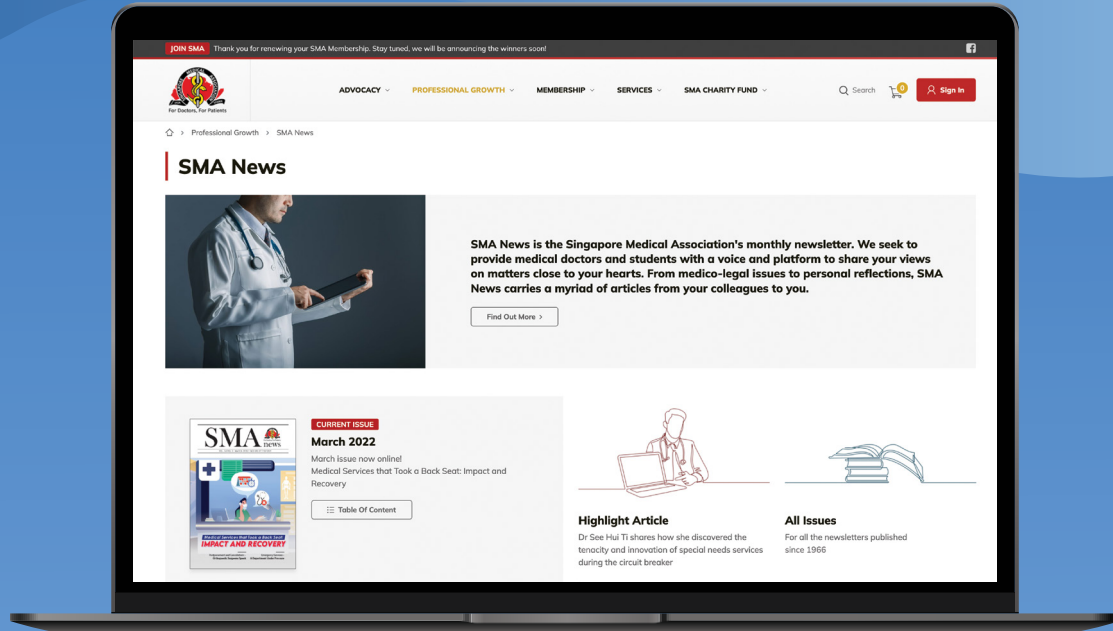 JOIN SMA Thank you for renewing your SMA Membership. Stay tuned, we will be announcing the winners soon!
For Doctors, For Patients
ADVOCACY PROFESSIONAL GROWTH MEMBERSHIP SERVICES SMA CHARITY FUND Search 0 Sign In
> Professional Growth > SMA News
SMA News
SMA News is the Singapore Medical Association's monthly newsletter. We seek to
provide medical doctors and students with a voice and platform to share your views
on matters close to your hearts. From medico-legal issues to personal reflections, SMA
News carries a myriad of articles from your colleagues to you.
Find Out More >
SMA
news
Medical Services that Took a Back Seat
IMPACT AND RECOVERY
CURRENT ISSUE
March 2022
March issue now online!
Medical Services that Took a Back Seat: Impact and
Recovery
Table Of Content
Highlight Article
Dr See Hui Ti shares how she discovered the
tenacity and innovation of special needs services
during the circuit breaker
All Issues
For all the newsletters published
since 1966